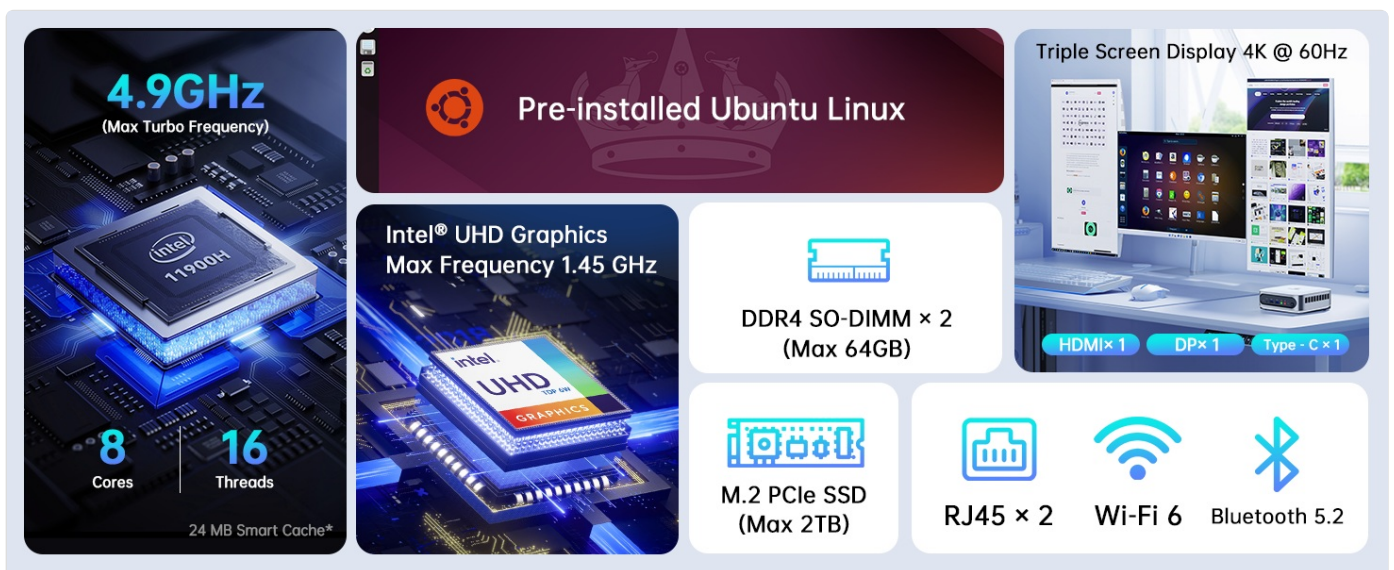 4.9GHz
(Max Turbo Frequency)
intel
11900H
8
Cores
16
Threads
24 MB Smart Cache*
Pre-installed Ubuntu Linux
Intel® UHD Graphics
Max Frequency 1.45 GHz
intel.
UHD
TDP 6W
GRAPHICS
DDR4 SO-DIMM × 2
(Max 64GB)
M.2 PCIe SSD
(Max 2TB)
Triple Screen Display 4K @ 60Hz
HDMI× 1
DP× 1
Type - C × 1
RJ45 × 2
Wi-Fi 6
Bluetooth 5.2